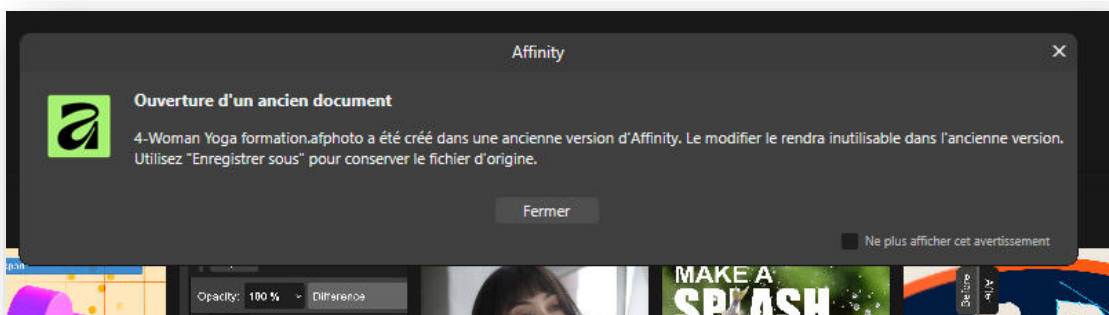 Affinity
Ouverture d'un ancien document
4-Woman Yoga formation.afphoto a été créé dans une ancienne version d'Affinity. Le modifier le rendra inutilisable dans l'ancienne version.
Utilisez "Enregistrer sous" pour conserver le fichier d'origine.
Fermer
Ne plus afficher cet avertissement
Opacity: 100 % Difference
MAKE A
SPLASH
Before